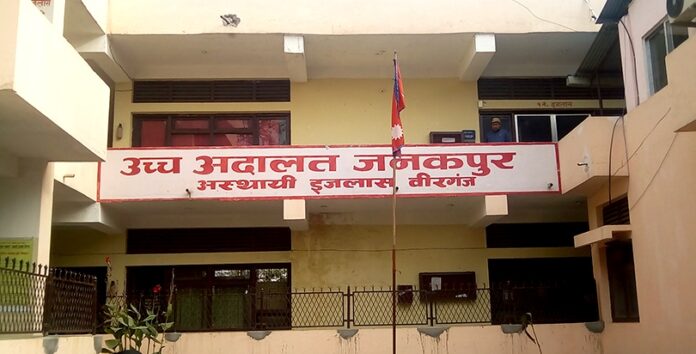 उच्च अदालत जनकपुर
अस्थायी इजलास वीरगंज